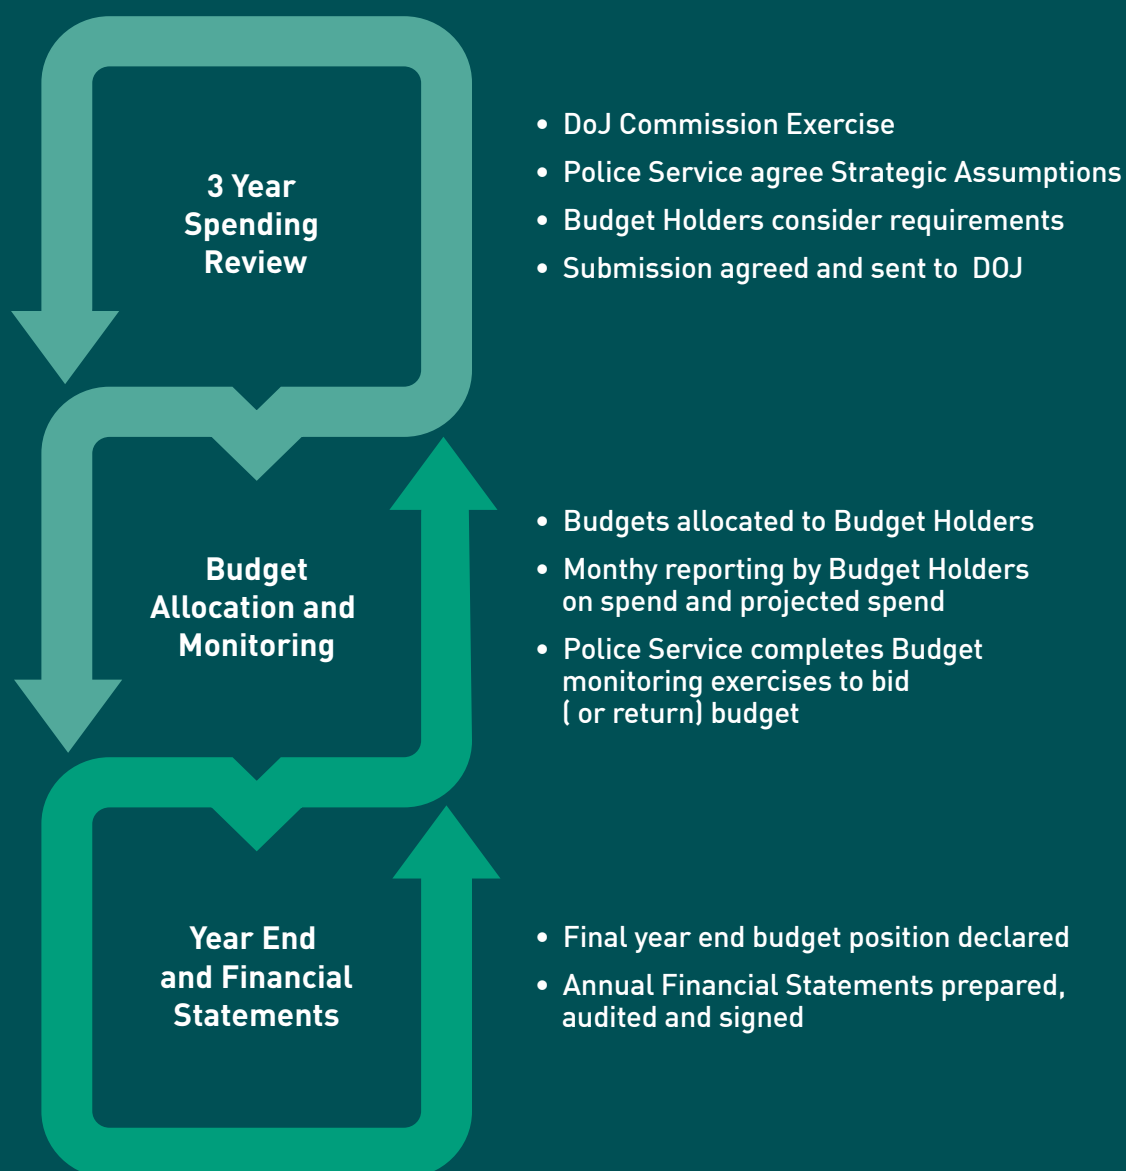 3 Year
Spending
Review
• DoJ Commission Exercise
• Police Service agree Strategic Assumptions
• Budget Holders consider requirements
• Submission agreed and sent to DOJ
Budget
Allocation and
Monitoring
• Budgets allocated to Budget Holders
• Monthy reporting by Budget Holders
on spend and projected spend
• Police Service completes Budget
monitoring exercises to bid
( or return) budget
Year End
and Financial
Statements
• Final year end budget position declared
• Annual Financial Statements prepared,
audited and signed